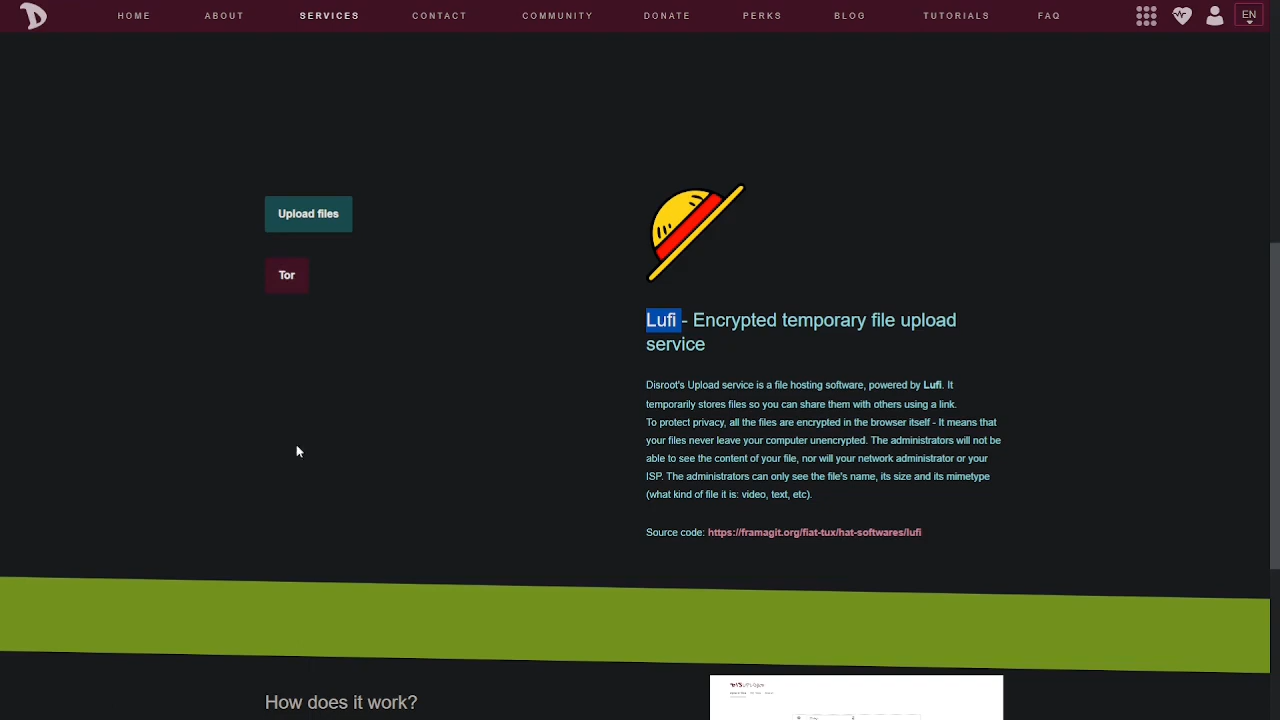 HOME ABOUT SERVICES CONTACT COMMUNITY DONATE PERKS BLOG TUTORIALS FAQ EN
Upload files
Tor
Lufi - Encrypted temporary file upload
service
Disroot's Upload service is a file hosting software, powered by Lufi. It
temporarily stores files so you can share them with others using a link.
To protect privacy, all the files are encrypted in the browser itself - It means that
your files never leave your computer unencrypted. The administrators will not be
able to see the content of your file, nor will your network administrator or your
ISP. The administrators can only see the file's name, its size and its mimetype
(what kind of file it is: video, text, etc).
Source code: https://framagit.org/fiat-tux/hat-softwares/lufi
How does it work?